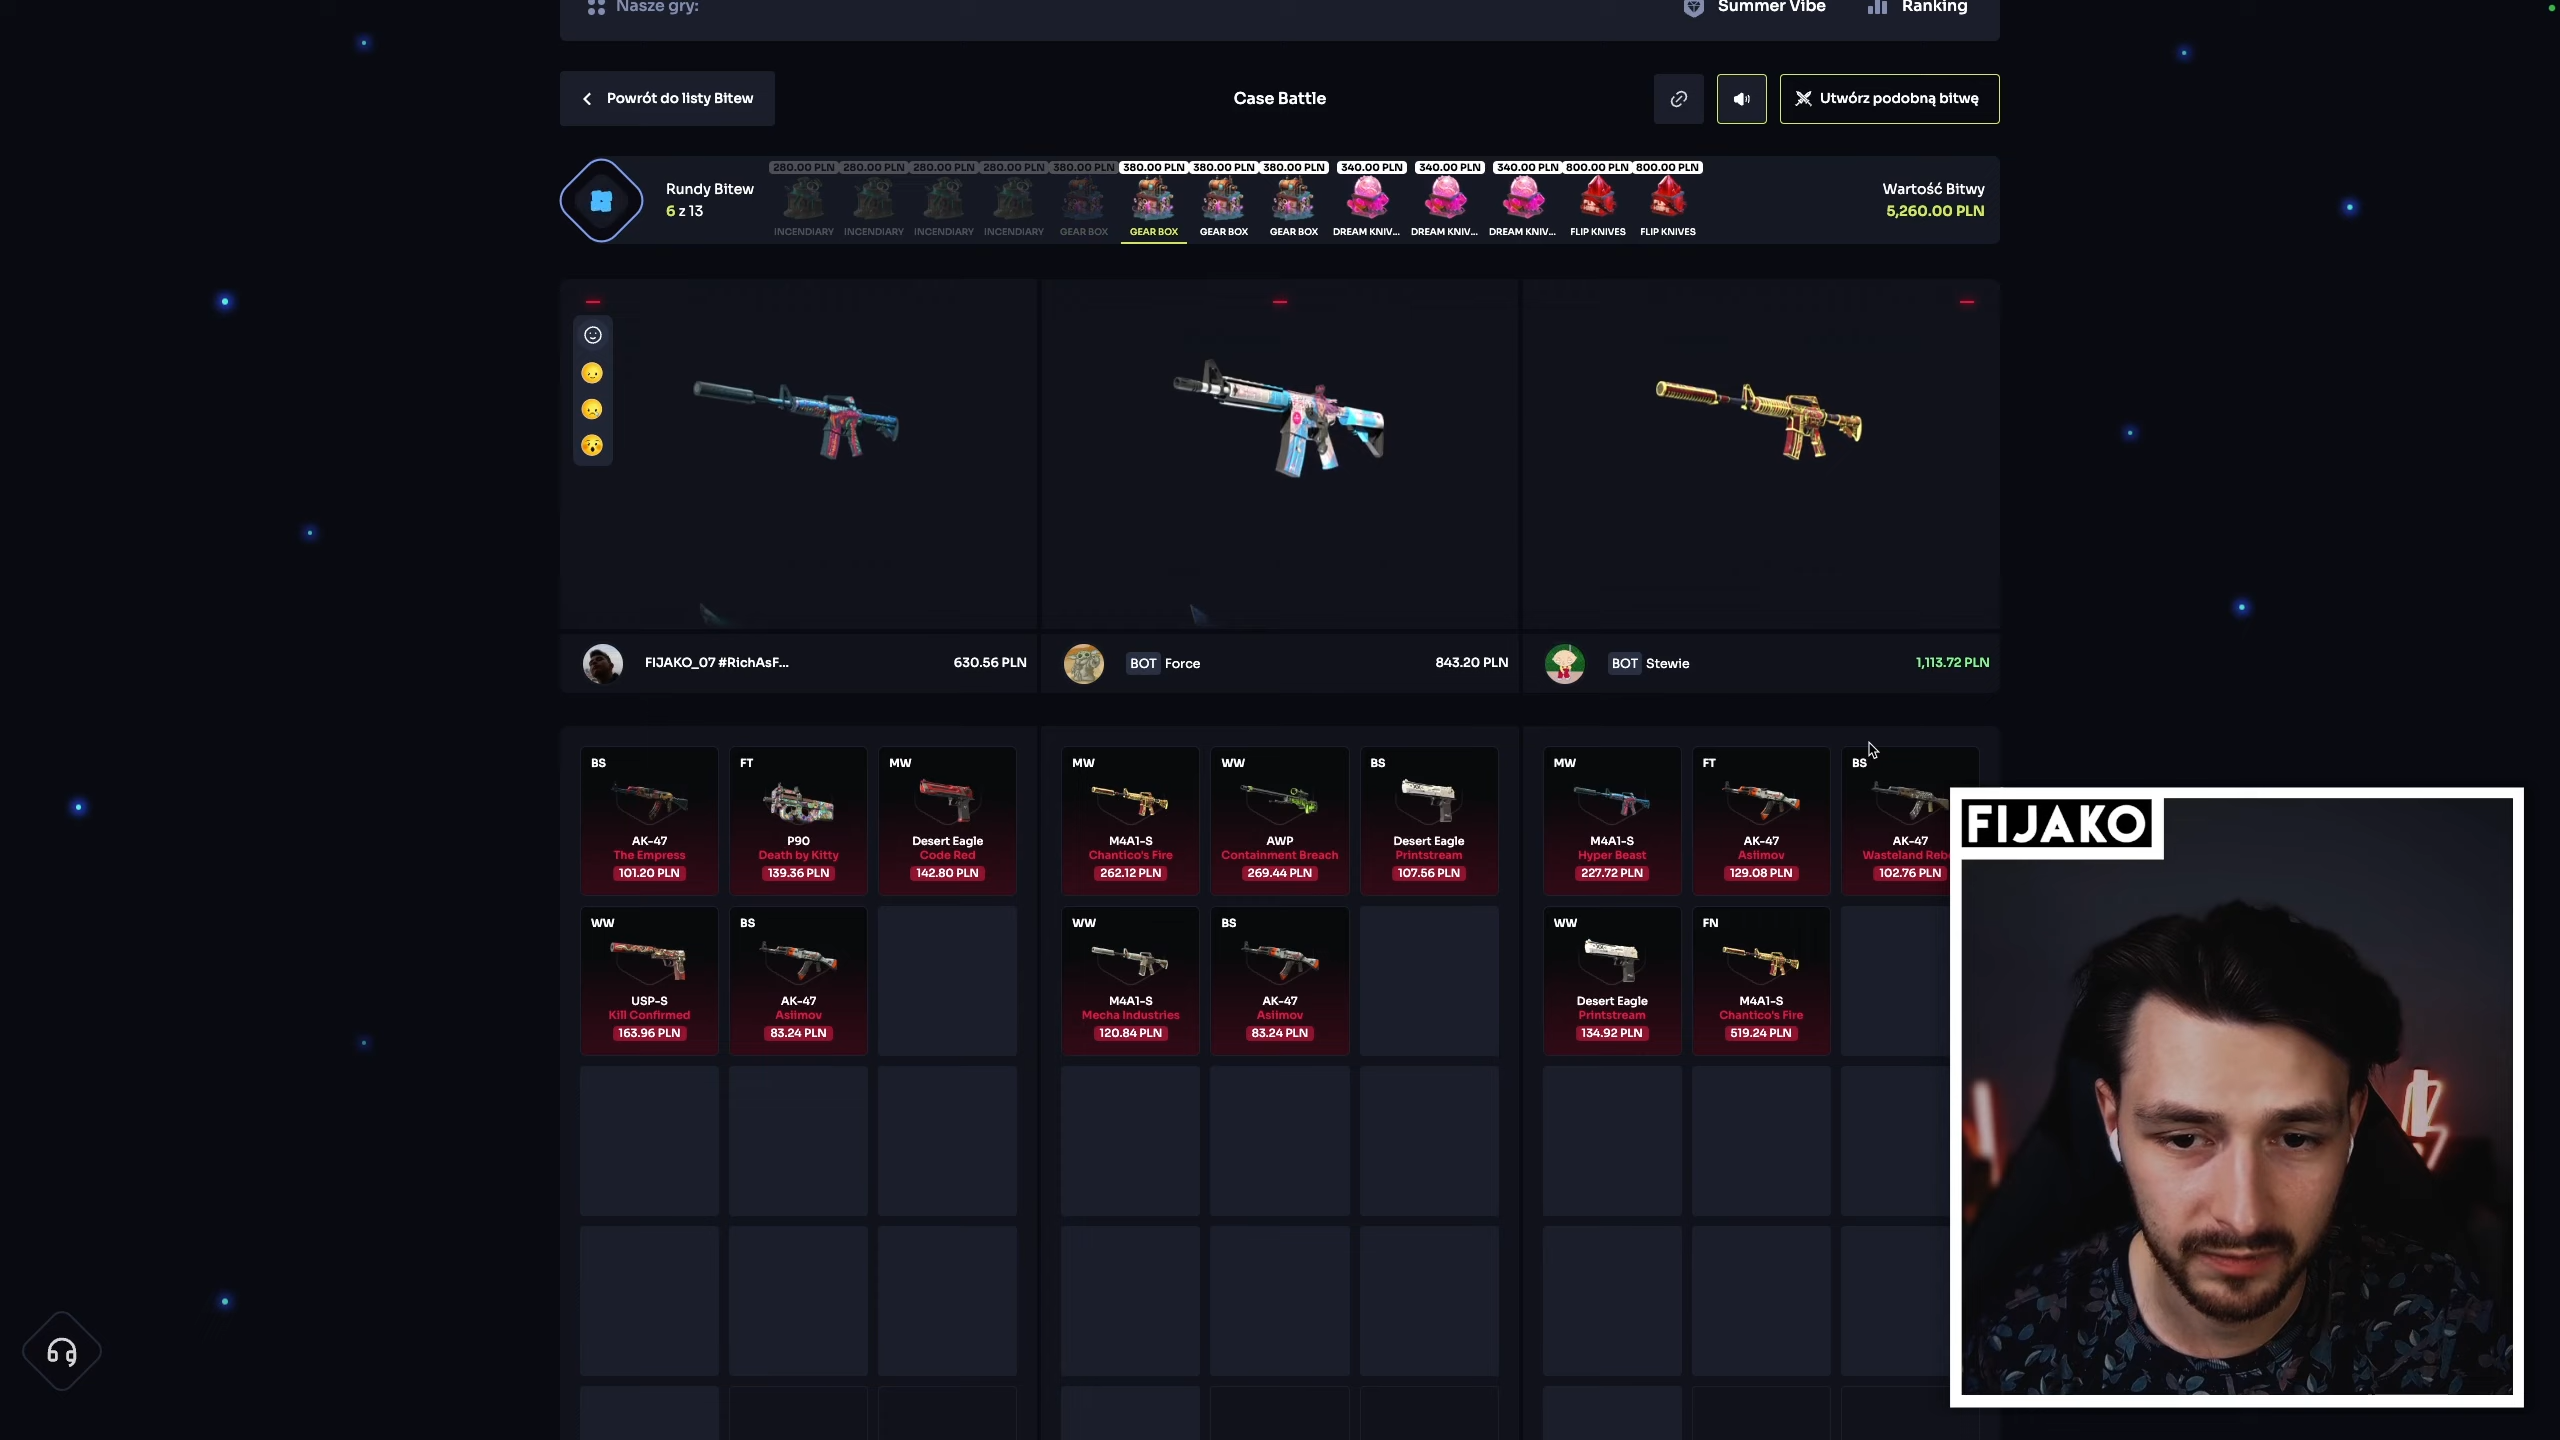 Nasze gry:
Summer Vibe
Ranking
Powrót do listy Bitew
Case Battle
Utwórz podobną bitwę
Rundy Bitew
6 z 13
280.00 PLN
INCENDIARY
280.00 PLN
INCENDIARY
280.00 PLN
INCENDIARY
280.00 PLN
INCENDIARY
380.00 PLN
GEAR BOX
380.00 PLN
GEAR BOX
380.00 PLN
GEAR BOX
380.00 PLN
GEAR BOX
340.00 PLN
DREAM KNIV...
340.00 PLN
DREAM KNIV...
340.00 PLN
DREAM KNIV...
800.00 PLN
FLIP KNIVES
800.00 PLN
FLIP KNIVES
Wartość Bitwy
5,260.00 PLN
FIJAKO_07 #RichAsF...
630.56 PLN
BOT Force
843.20 PLN
BOT Stewie
1,113.72 PLN
BS
AK-47
The Empress
101.20 PLN
FT
P90
Death by Kitty
139.36 PLN
MW
Desert Eagle
Code Red
142.80 PLN
WW
USP-S
Kill Confirmed
163.96 PLN
BS
AK-47
Asiimov
83.24 PLN
MW
M4A1-S
Chantico's Fire
262.12 PLN
WW
AWP
Containment Breach
269.44 PLN
BS
Desert Eagle
Printstream
107.56 PLN
WW
M4A1-S
Mecha Industries
120.84 PLN
BS
AK-47
Asiimov
83.24 PLN
MW
M4A1-S
Hyper Beast
227.72 PLN
FT
AK-47
Asiimov
129.08 PLN
BS
AK-47
Wasteland Reb
102.76 PLN
WW
Desert Eagle
Printstream
134.92 PLN
FN
M4A1-S
Chantico's Fire
519.24 PLN
FIJAKO